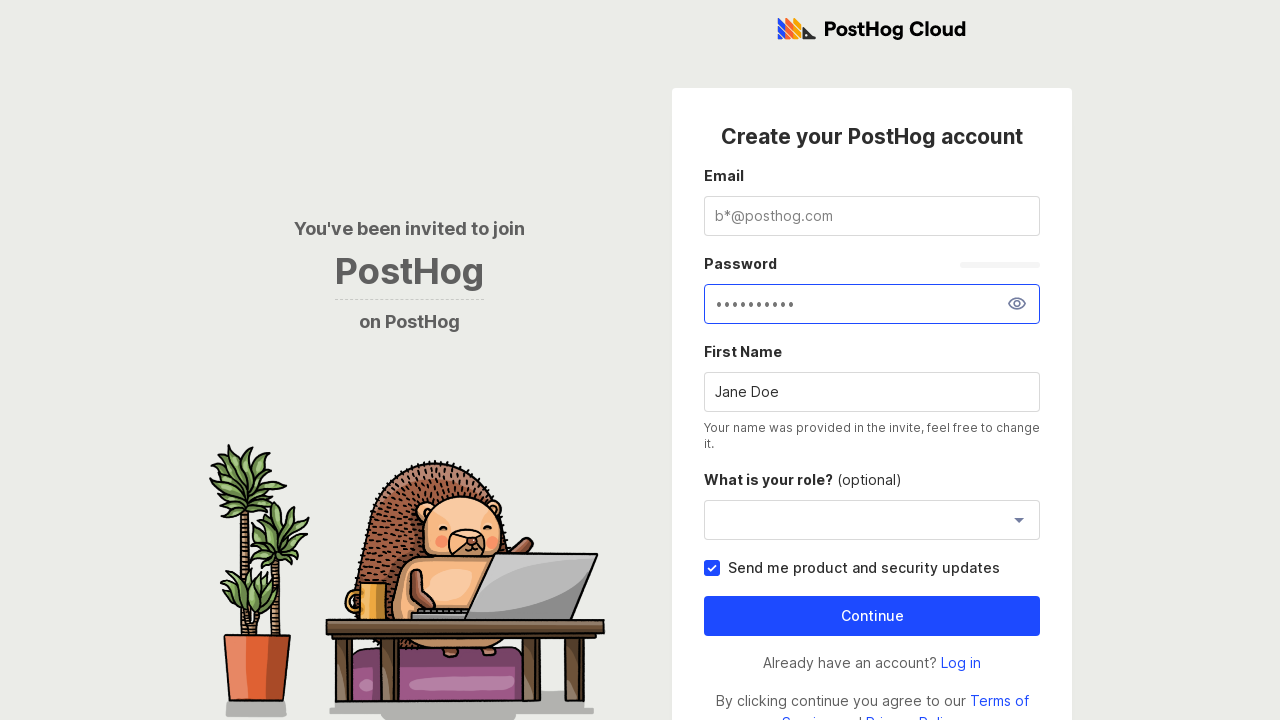 PostHog Cloud
You've been invited to join
PostHog
on PostHog
Create your PostHog account
Email
b*@posthog.com
Password
••••••••••
First Name
Jane Doe
Your name was provided in the invite, feel free to change
it.
What is your role? (optional)
Send me product and security updates
Continue
Already have an account? Log in
By clicking continue you agree to our Terms of